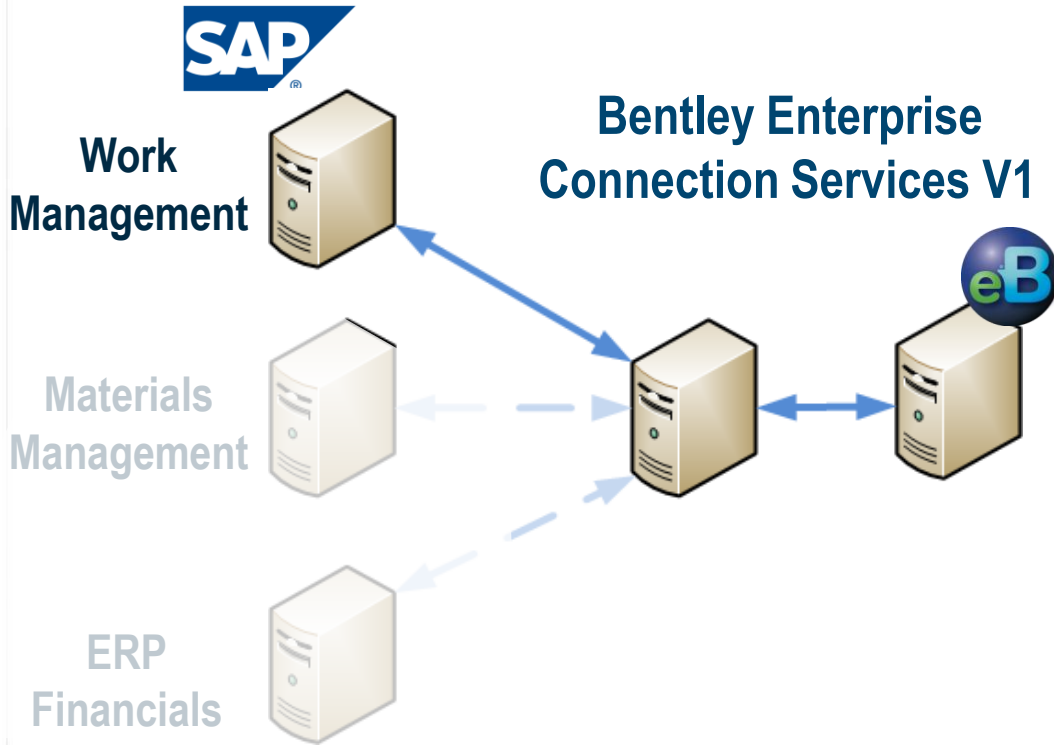 SAP
®
Bentley Enterprise
Connection Services V1
Work
Management
eB
Materials
Management
ERP
Financials